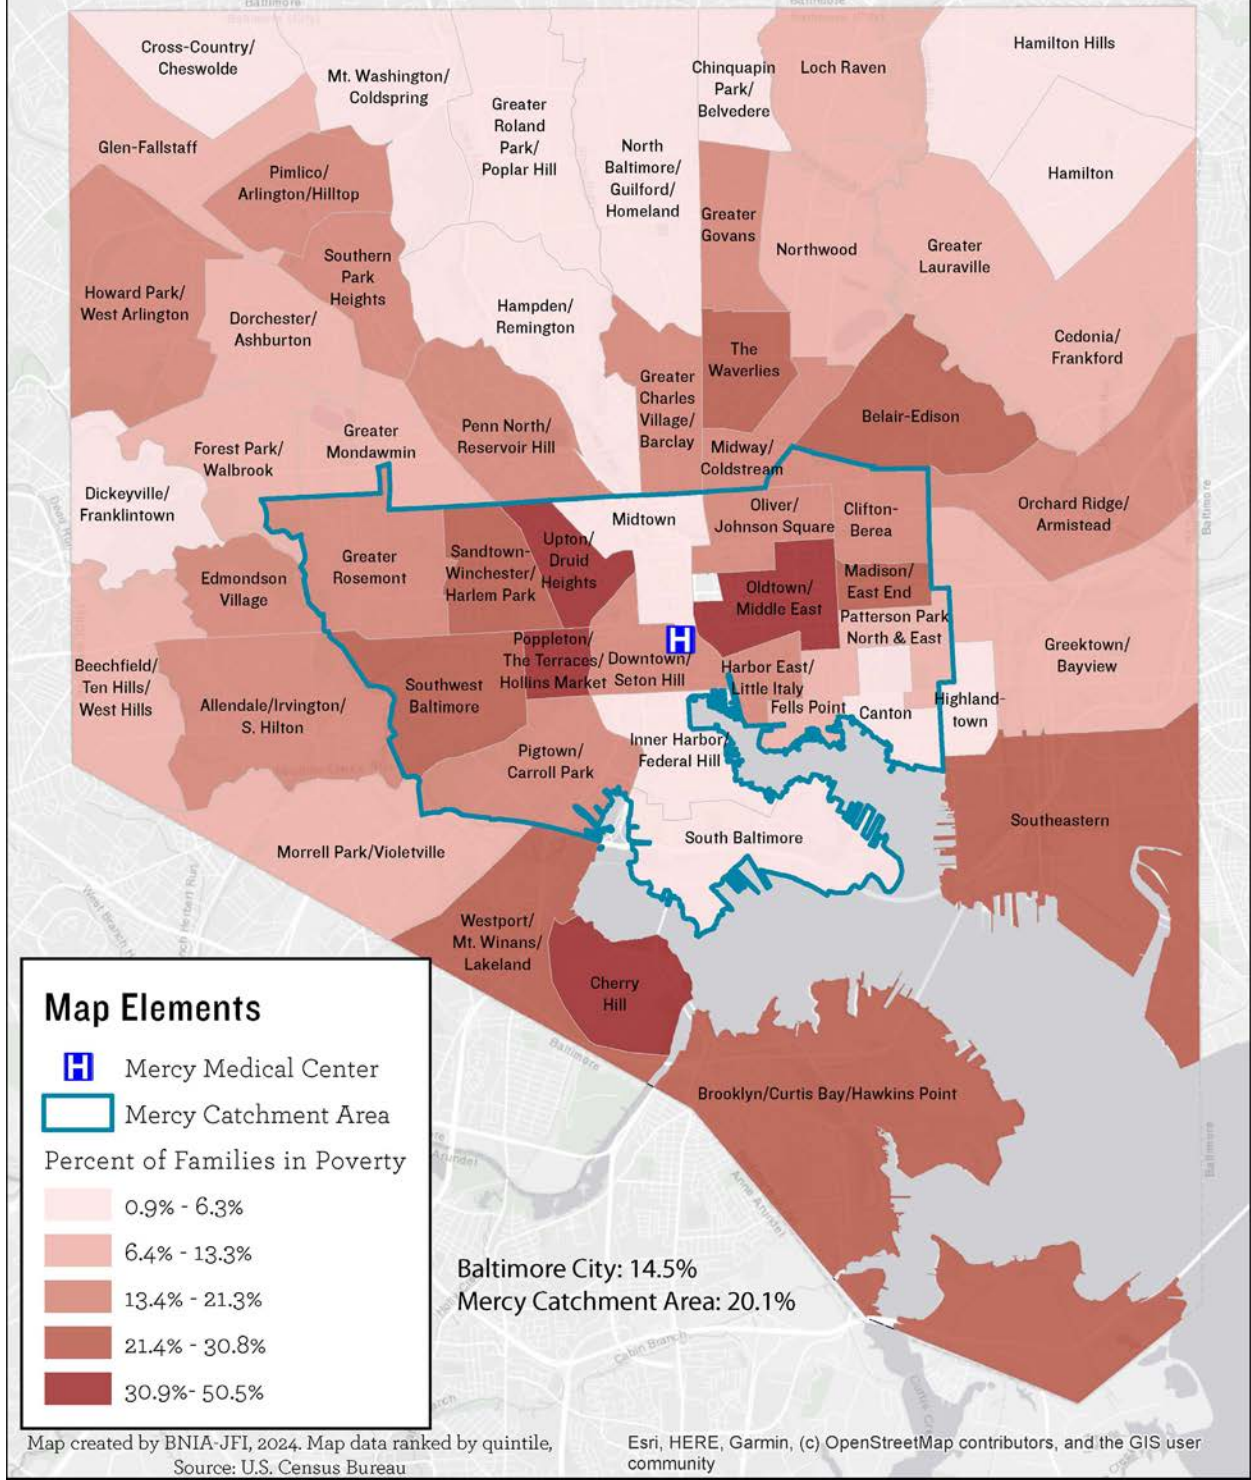 Baltimore
Baltimore
Cross-Country/
Cheswolde
Mt. Washington/
Coldspring
Greater
Roland
Park/
Poplar Hill
North
Baltimore/
Guilford/
Homeland
Chinquapin
Park/
Belvedere
Loch Raven
Hamilton Hills
Hamilton
Glen-Fallstaff
Pimlico/
Arlington/Hilltop
Southern
Park
Heights
Greater
Govans
Northwood
Greater
Lauraville
Howard Park/
West Arlington
Dorchester/
Ashburton
Hampden/
Remington
The
Waverlies
Cedonia/
Frankford
Greater
Charles
Village/
Barclay
Belair-Edison
Forest Park/
Walbrook
Greater
Mondawmin
Penn North/
Reservoir Hill
Midway/
Coldstream
Dickeyville/
Franklintown
Midtown
Oliver/
Johnson Square
Clifton-
Berea
Orchard Ridge/
Armistead
Baltimore
Edmondson
Village
Greater
Rosemont
Sandtown-
Winchester/
Harlem Park
Upton/
Druid
Heights
Oldtown/
Middle East
Madison/
East End
Patterson Park
North & East
Greektown/
Bayview
Beechfield/
Ten Hills/
West Hills
Allendale/Irvington/
S. Hilton
Southwest
Baltimore
Poppleton/
The Terraces/
Hollins Market
H
Downtown/
Seton Hill
Harbor East/
Little Italy
Fells Point
Canton
Highland-
town
Pigtown/
Carroll Park
Inner Harbor/
Federal Hill
Morrell Park/Violetville
South Baltimore
Southeastern
Westport/
Mt. Winans/
Lakeland
Cherry
Hill
Baltimore
Brooklyn/Curtis Bay/Hawkins Point
Baltimore
Arundel
Anne Arundel
Cabin Branch
Map Elements
H Mercy Medical Center
Mercy Catchment Area
Percent of Families in Poverty
0.9% - 6.3%
6.4% - 13.3%
13.4% - 21.3%
21.4% - 30.8%
30.9%- 50.5%
Baltimore City: 14.5%
Mercy Catchment Area: 20.1%
Map created by BNIA-JFI, 2024. Map data ranked by quintile,
Source: U.S. Census Bureau
Esri, HERE, Garmin, (c) OpenStreetMap contributors, and the GIS user
community